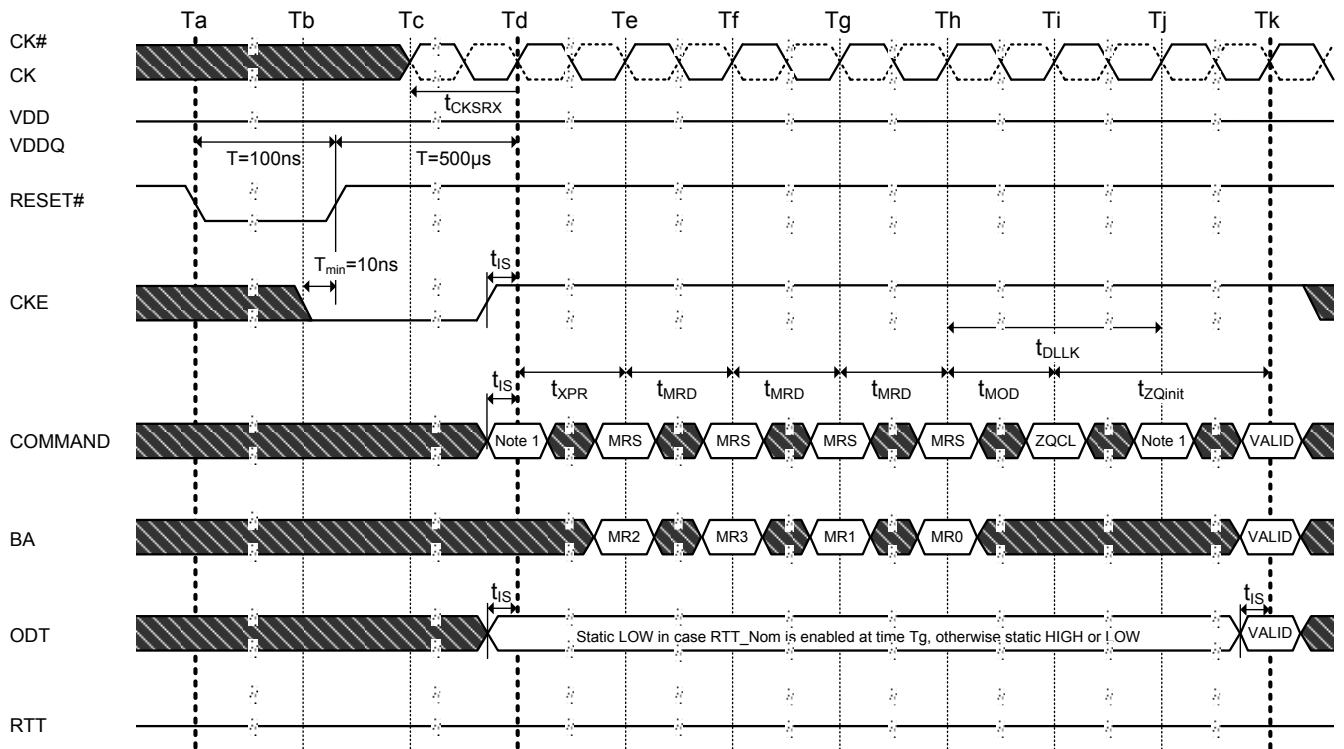 Ta Tb Tc Td Te Tf Tg Th Ti Tj Tk
CK#
CK
tCKSRX
VDD
VDDQ
T=100ns T=500µs
RESET#
Tmin=10ns tIS
CKE
tDLLK
tIS tXPR tMRD tMRD tMRD tMOD tZQinit
COMMAND Note 1 MRS MRS MRS MRS ZQCL Note 1 VALID
BA MR2 MR3 MR1 MR0 VALID
tIS tIS
ODT Static LOW in case RTT_Nom is enabled at time Tg, otherwise static HIGH or LOW VALID
RTT